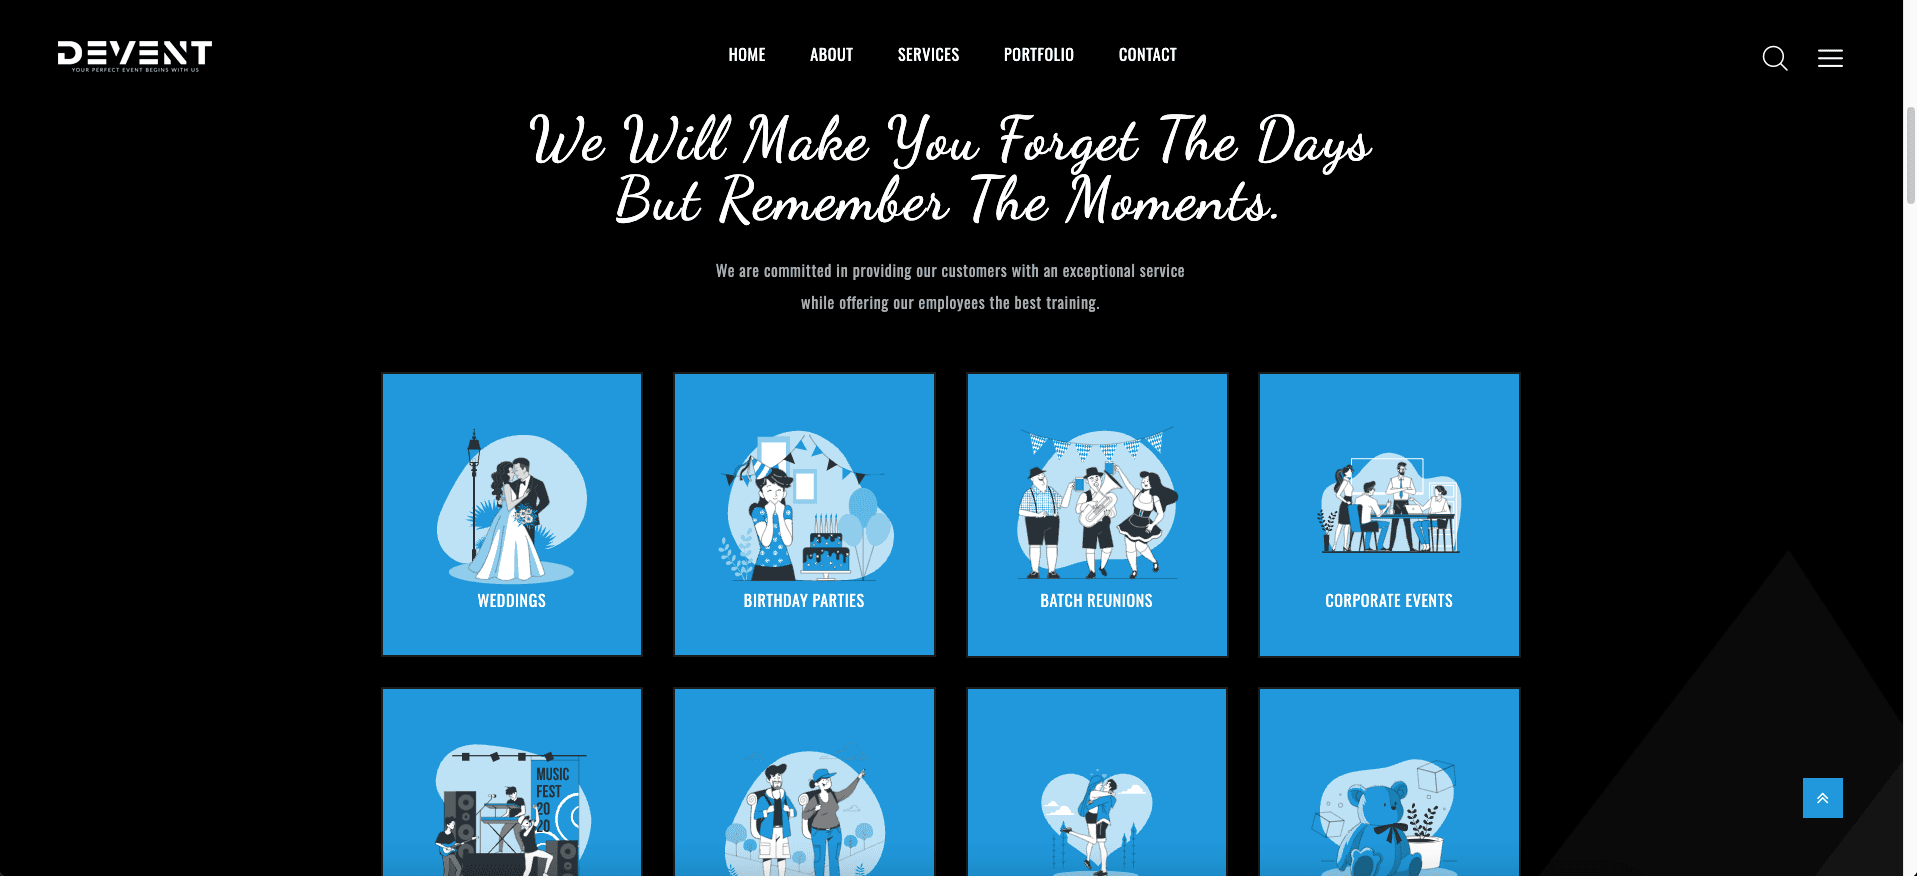 DEVENT
YOUR PERFECT EVENT BEGINS WITH US
HOME ABOUT SERVICES PORTFOLIO CONTACT
We Will Make You Forget The Days
But Remember The Moments.
We are committed in providing our customers with an exceptional service
while offering our employees the best training.
WEDDINGS
BIRTHDAY PARTIES
BATCH REUNIONS
CORPORATE EVENTS
MUSIC
FEST
20
20